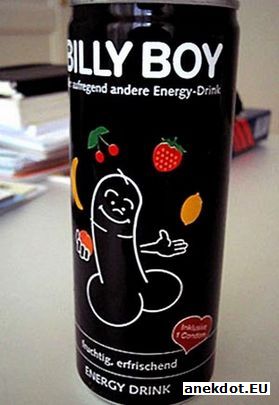 BILLY BOY
aufregend andere Energy-Drink
Inklusive
1 Condom
fruchtig, erfrischend
ENERGY DRINK
anekdot.EU